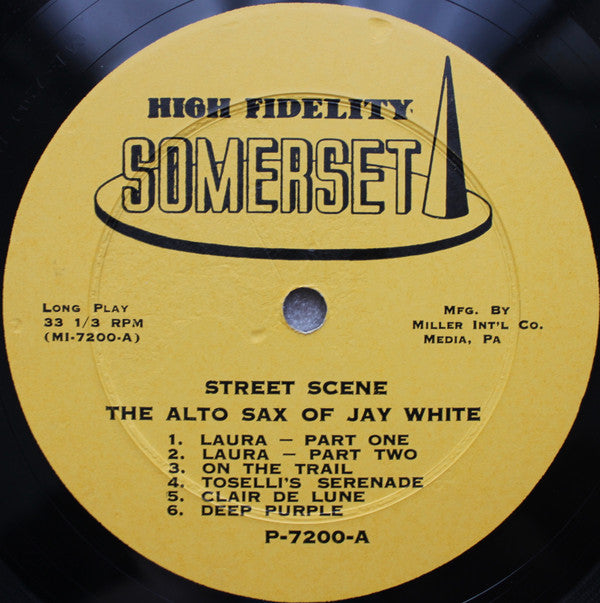 HIGH FIDELITY
SOMERSET
LONG PLAY
33 1/3 RPM
(MI-7200-A)
MFG. BY
MILLER INT'L CO.
MEDIA, PA
STREET SCENE
THE ALTO SAX OF JAY WHITE
1. LAURA — PART ONE
2. LAURA — PART TWO
3. ON THE TRAIL
4. TOSELLI'S SERENADE
5. CLAIR DE LUNE
6. DEEP PURPLE
P-7200-A